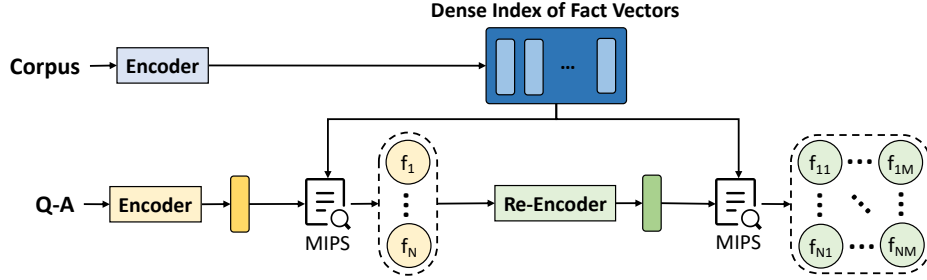 Dense Index of Fact Vectors
Corpus
Encoder
...
Q-A
Encoder
MIPS
f1
fN
Re-Encoder
MIPS
f11
f1M
fN1
fNM